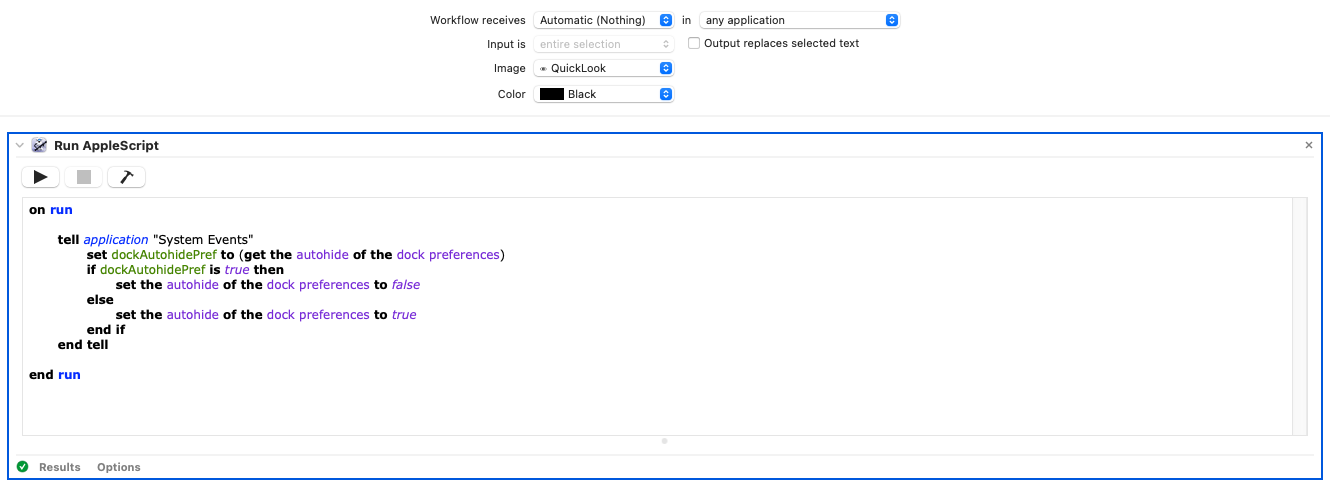 Workflow receives Automatic (Nothing) in any application
Input is entire selection Output replaces selected text
Image QuickLook
Color Black
Run AppleScript
on run
tell application "System Events"
set dockAutohidePref to (get the autohide of the dock preferences)
if dockAutohidePref is true then
set the autohide of the dock preferences to false
else
set the autohide of the dock preferences to true
end if
end tell
end run
Results Options